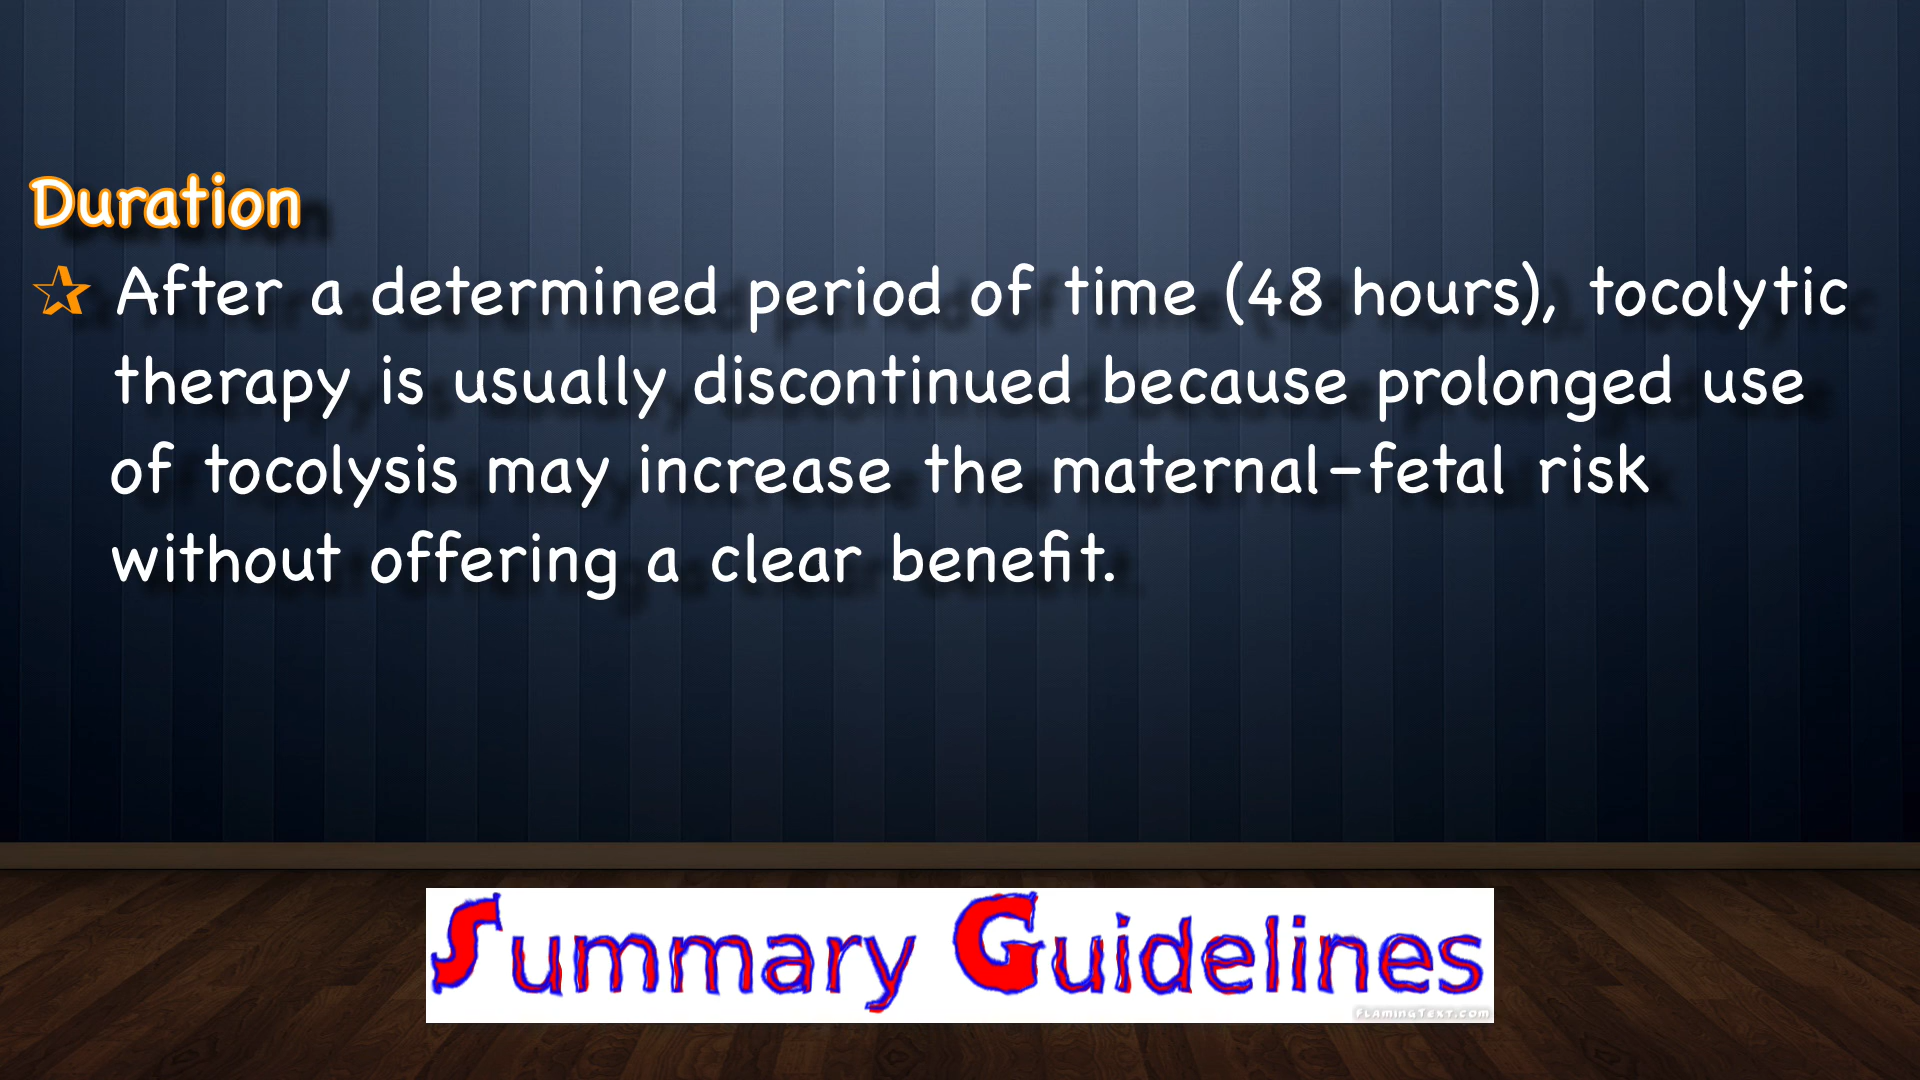 Duration
☆ After a determined period of time (48 hours), tocolytic
therapy is usually discontinued because prolonged use
of tocolysis may increase the maternal-fetal risk
without offering a clear benefit.
Summary Guidelines
FLAMINGTEXT.COM